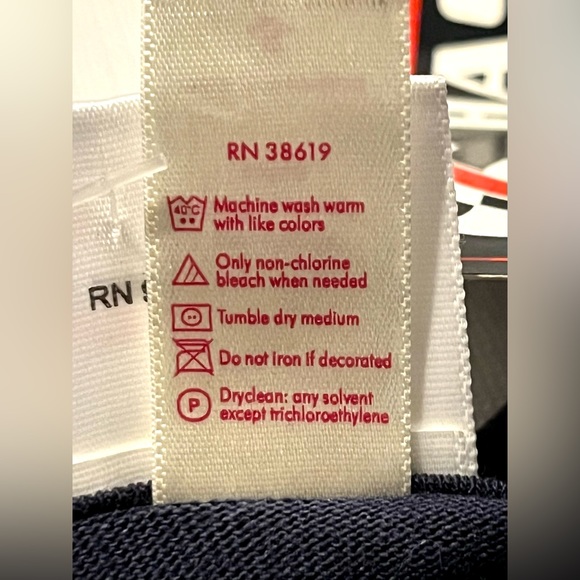 RN 38619
40°C
Machine wash warm
with like colors
Only non-chlorine
bleach when needed
Tumble dry medium
Do not iron if decorated
P
Dryclean: any solvent
except trichloroethylene
RN